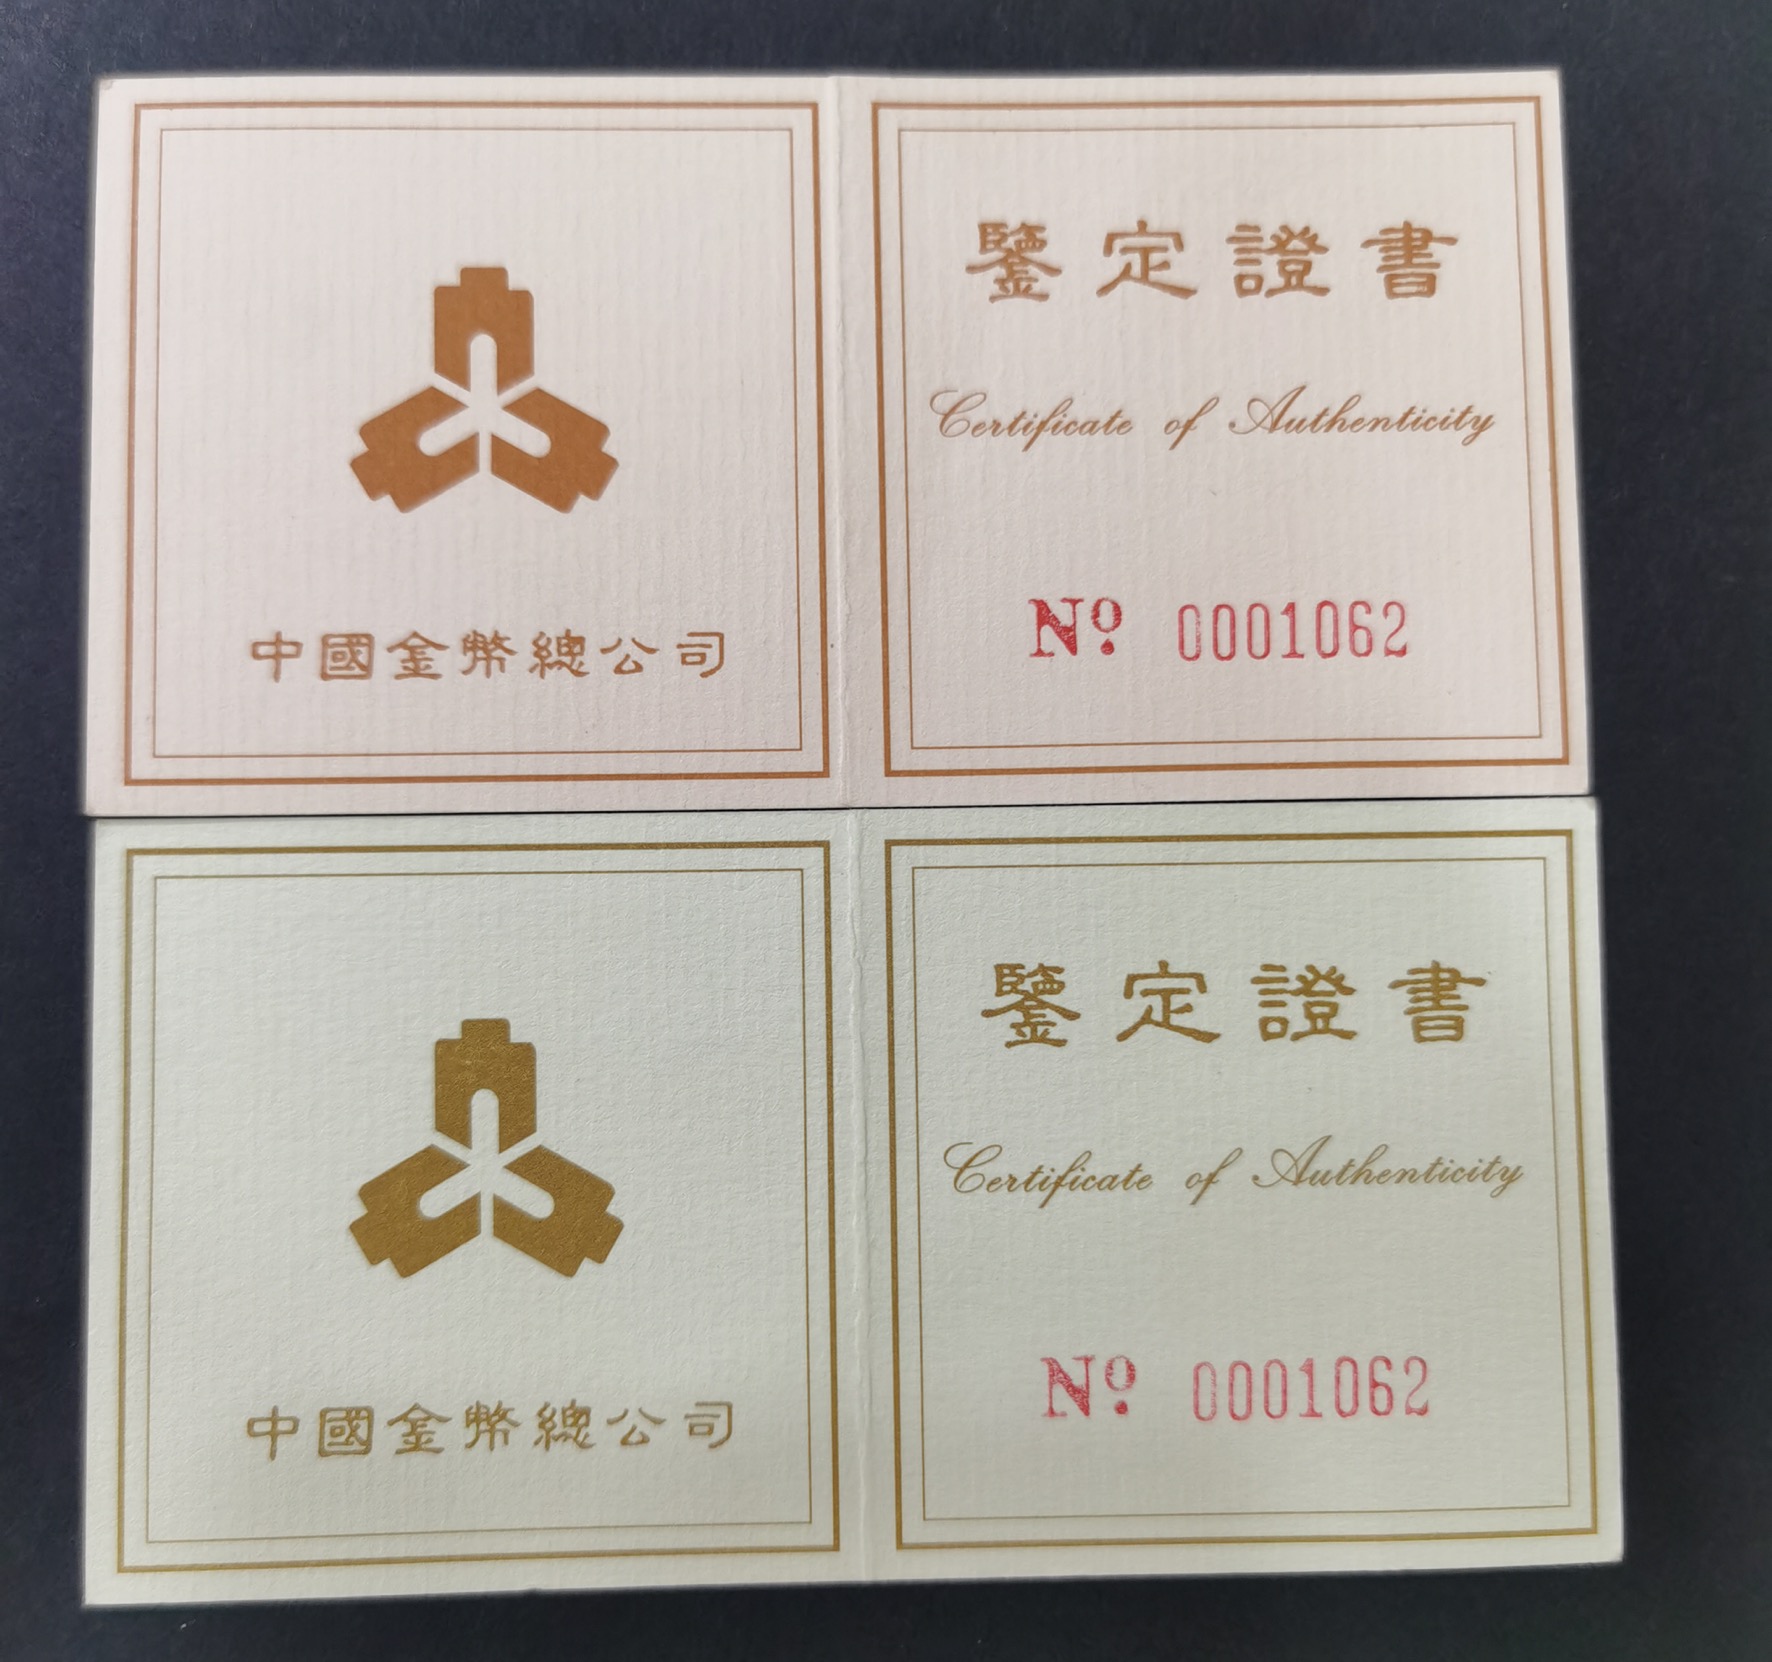 鑒定證書
Certificate of Authenticity
中國金幣總公司
Nº 0001062
鑒定證書
Certificate of Authenticity
中國金幣總公司
Nº 0001062